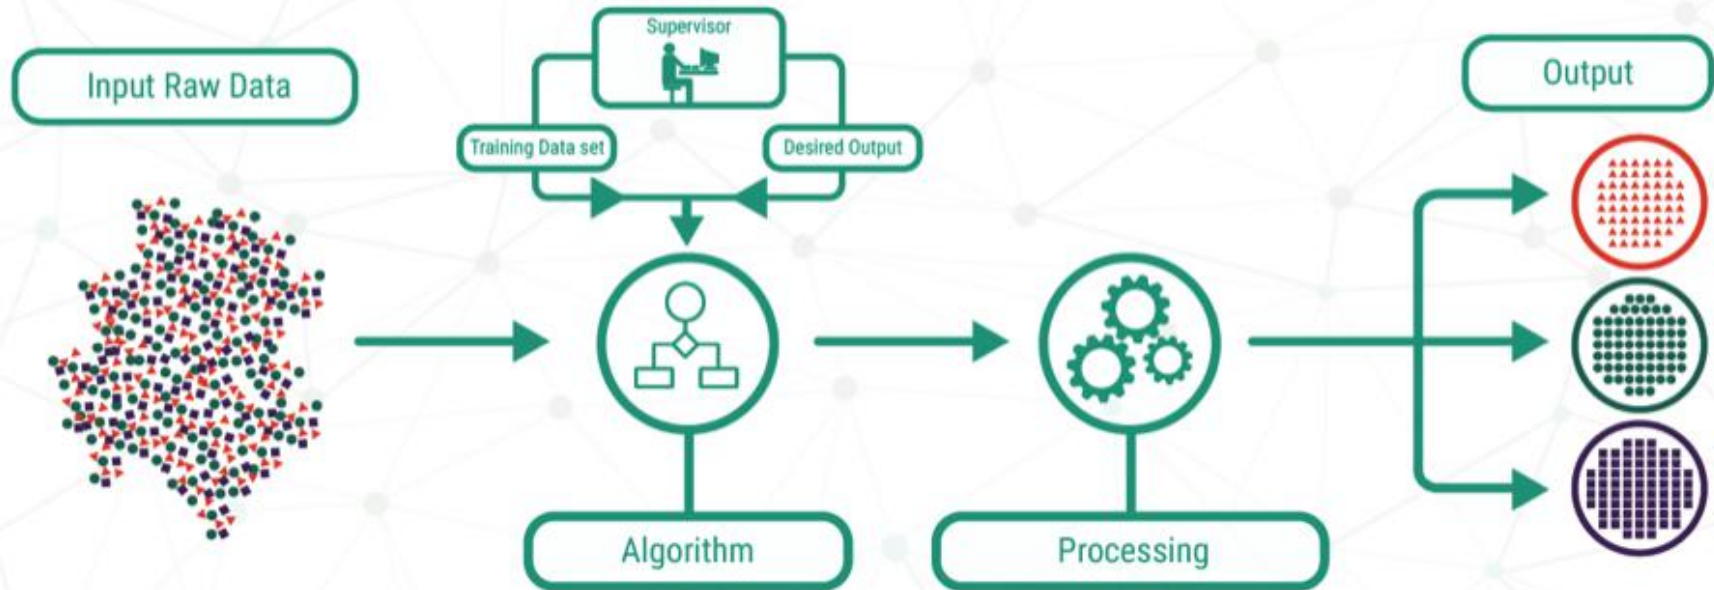 Supervisor
Input Raw Data
Output
Training Data set
Desired Output
Algorithm
Processing